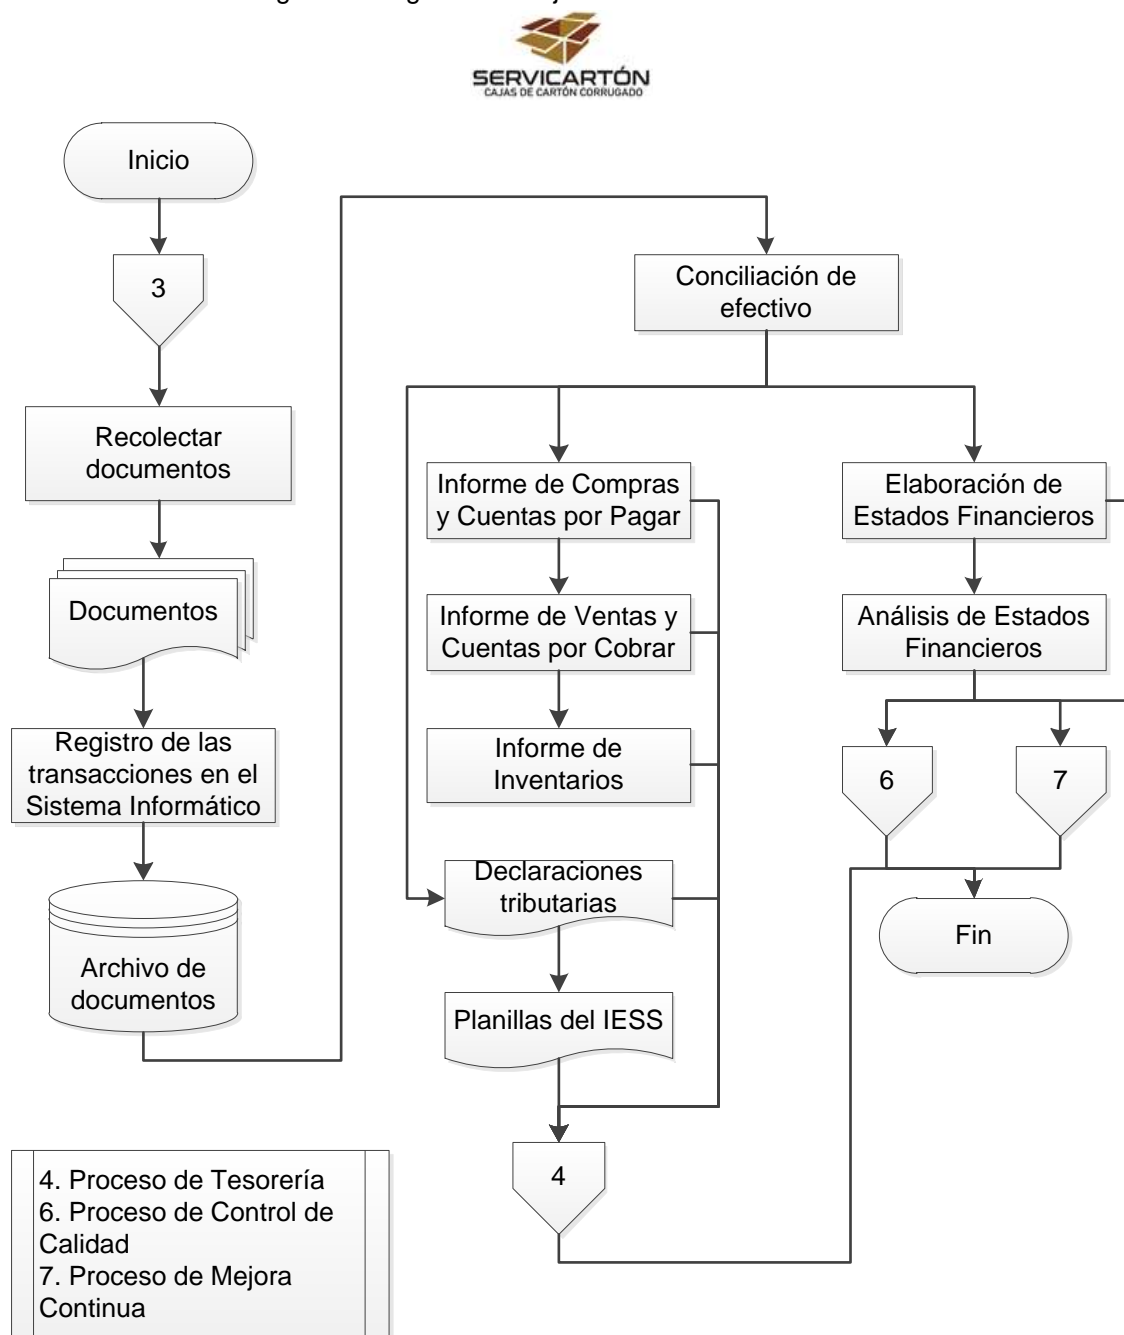 SERVICARTÓN
CAJAS DE CARTÓN CORRUGADO
Inicio
3
Recolectar
documentos
Documentos
Registro de las
transacciones en el
Sistema Informático
Archivo de
documentos
Conciliación de
efectivo
Informe de Compras
y Cuentas por Pagar
Informe de Ventas y
Cuentas por Cobrar
Informe de
Inventarios
Declaraciones
tributarias
Planillas del IESS
4
Elaboración de
Estados Financieros
Análisis de Estados
Financieros
6
7
Fin
4. Proceso de Tesorería
6. Proceso de Control de
Calidad
7. Proceso de Mejora
Continua